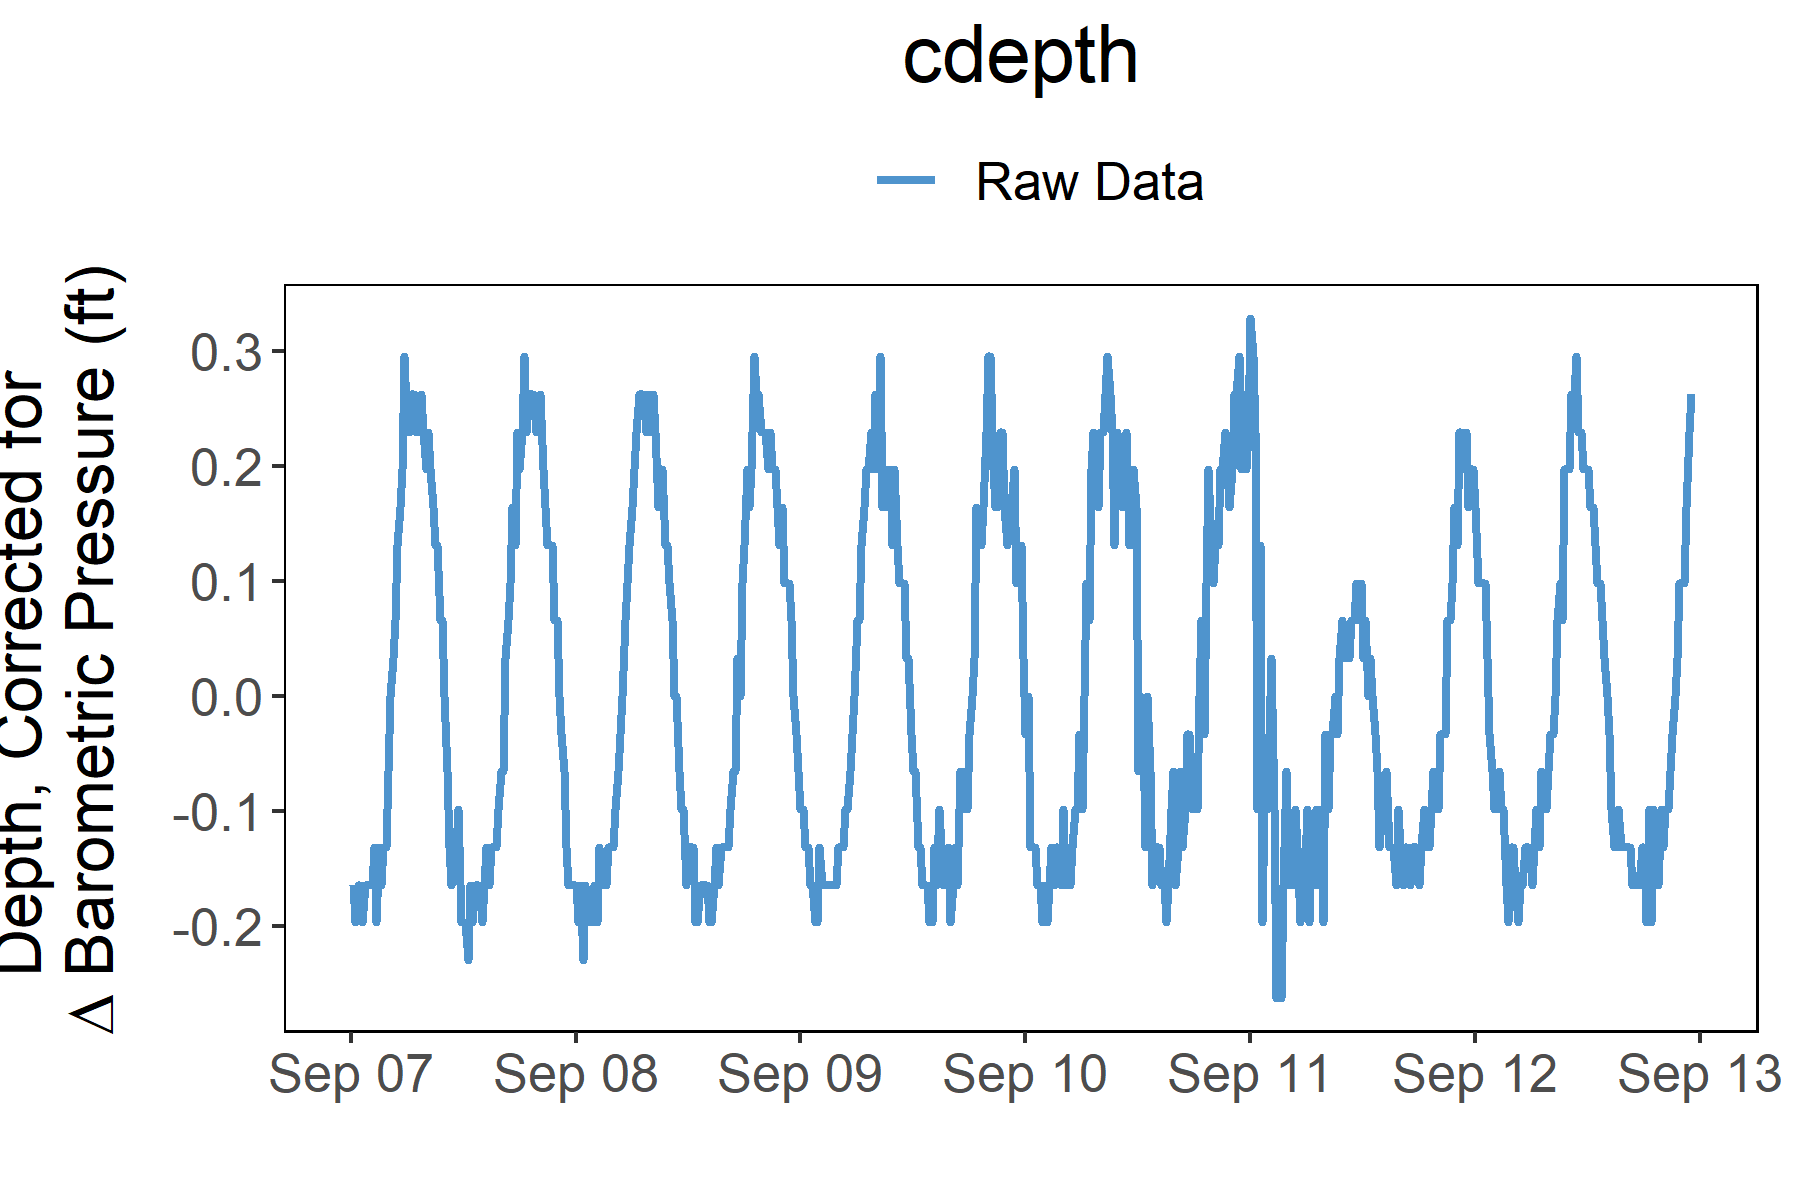 cdepth
Raw Data
Depth, Corrected for
Δ Barometric Pressure (ft)
0.3
0.2
0.1
0.0
-0.1
-0.2
Sep 07 Sep 08 Sep 09 Sep 10 Sep 11 Sep 12 Sep 13